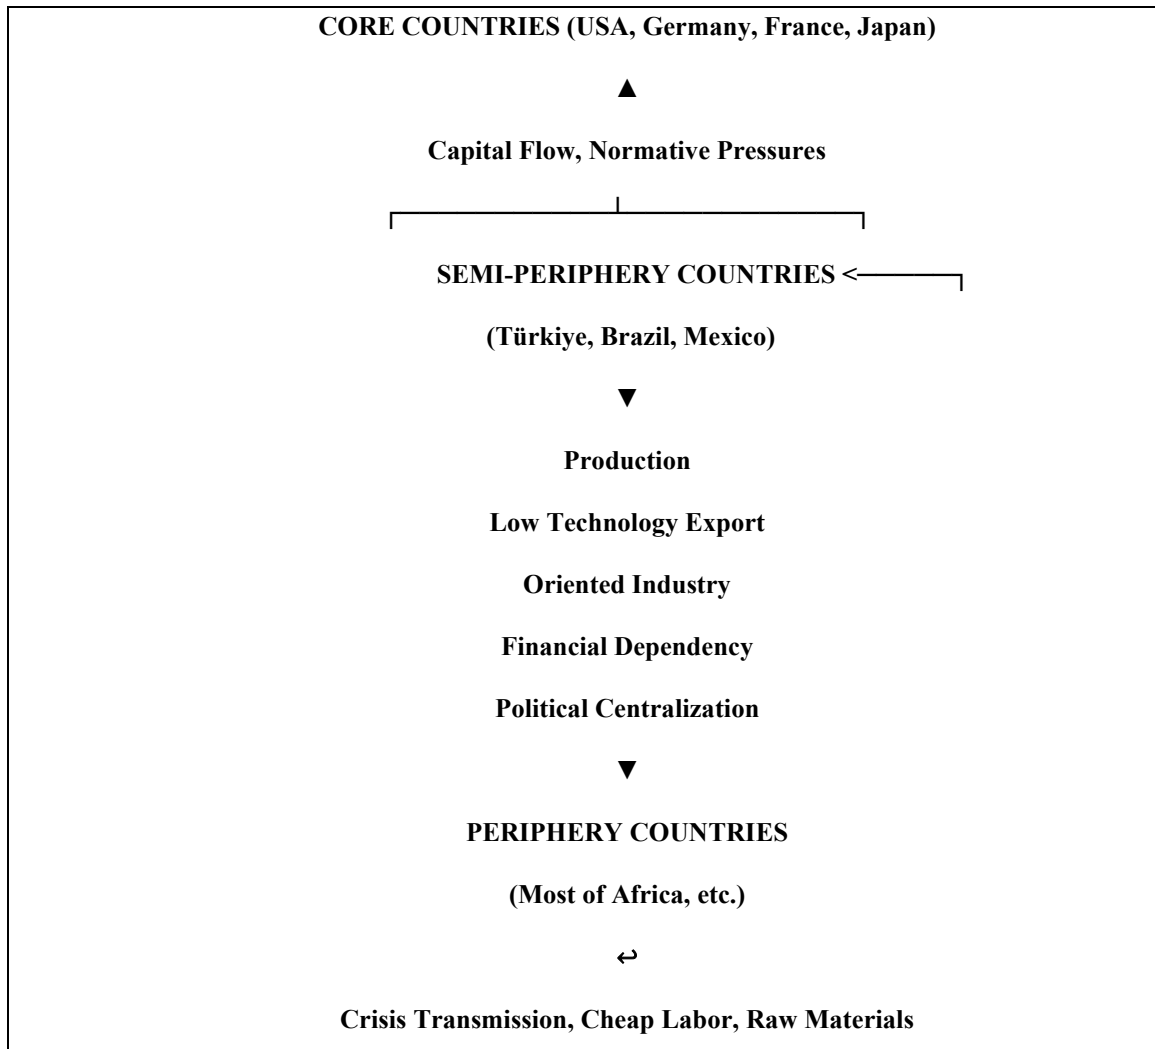 CORE COUNTRIES (USA, Germany, France, Japan)
▲
Capital Flow, Normative Pressures
SEMI-PERIPHERY COUNTRIES <
(Türkiye, Brazil, Mexico)
▼
Production
Low Technology Export
Oriented Industry
Financial Dependency
Political Centralization
▼
PERIPHERY COUNTRIES
(Most of Africa, etc.)
↩
Crisis Transmission, Cheap Labor, Raw Materials